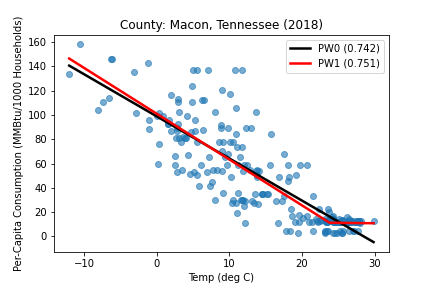 County: Macon, Tennessee (2018)
Per-Capita Consumption (MMBtu/1000 Households)
160
140
120
100
80
60
40
20
0
PW0 (0.742)
PW1 (0.751)
−10
0
10
20
30
Temp (deg C)